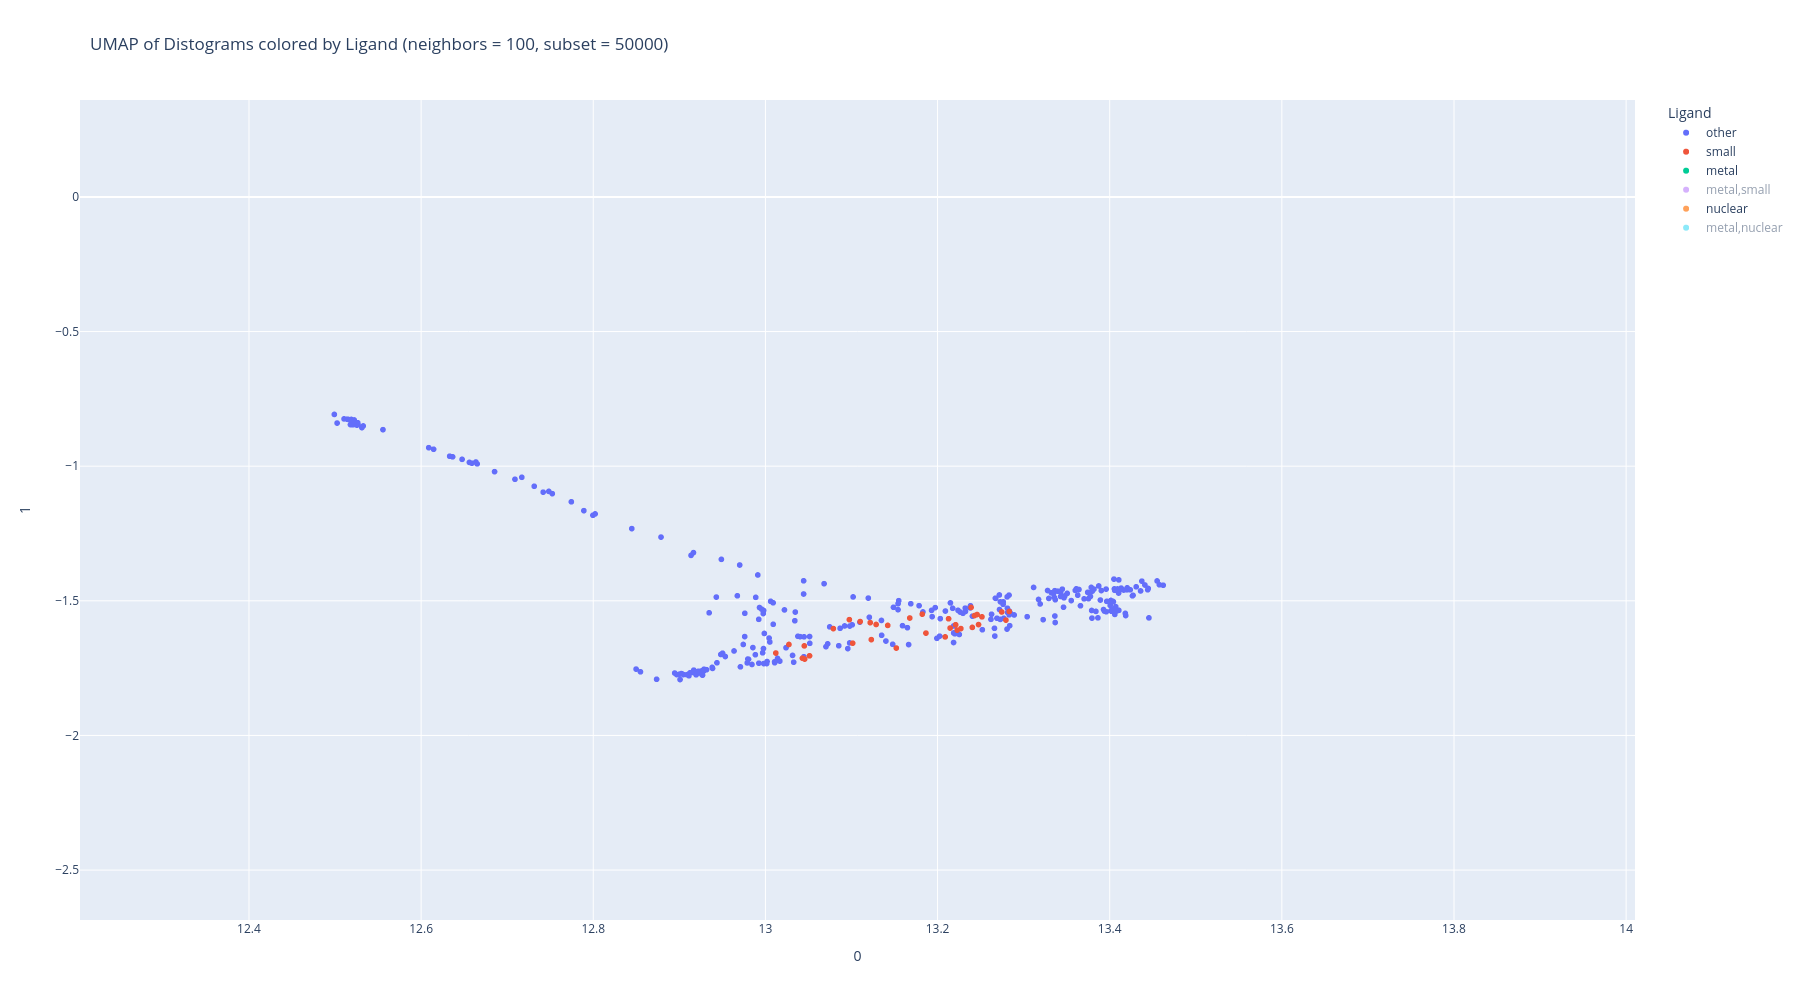 UMAP of Distograms colored by Ligand (neighbors = 100, subset = 50000)
Ligand
other
small
metal
metal,small
nuclear
metal,nuclear
0
−0.5
−1
−1.5
−2
−2.5
1
12.4 12.6 12.8 13 13.2 13.4 13.6 13.8 14
0